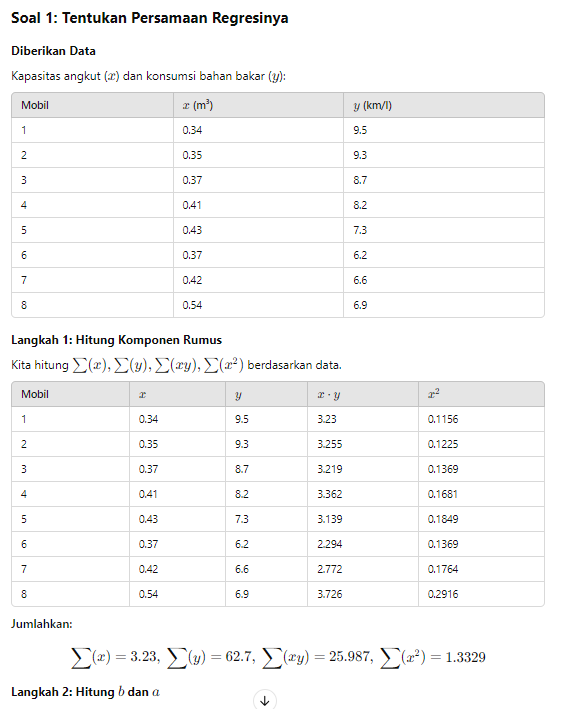 Soal 1: Tentukan Persamaan Regresinya
Diberikan Data
Kapasitas angkut (x) dan konsumsi bahan bakar (y):
Mobil x (m³) y (km/l)
1 0.34 9.5
2 0.35 9.3
3 0.37 8.7
4 0.41 8.2
5 0.43 7.3
6 0.37 6.2
7 0.42 6.6
8 0.54 6.9
Langkah 1: Hitung Komponen Rumus
Kita hitung ∑(x), ∑(y), ∑(xy), ∑(x²) berdasarkan data.
Mobil x y x · y x²
1 0.34 9.5 3.23 0.1156
2 0.35 9.3 3.255 0.1225
3 0.37 8.7 3.219 0.1369
4 0.41 8.2 3.362 0.1681
5 0.43 7.3 3.139 0.1849
6 0.37 6.2 2.294 0.1369
7 0.42 6.6 2.772 0.1764
8 0.54 6.9 3.726 0.2916
Jumlahkan:
∑(x) = 3.23, ∑(y) = 62.7, ∑(xy) = 25.987, ∑(x²) = 1.3329
Langkah 2: Hitung b dan a